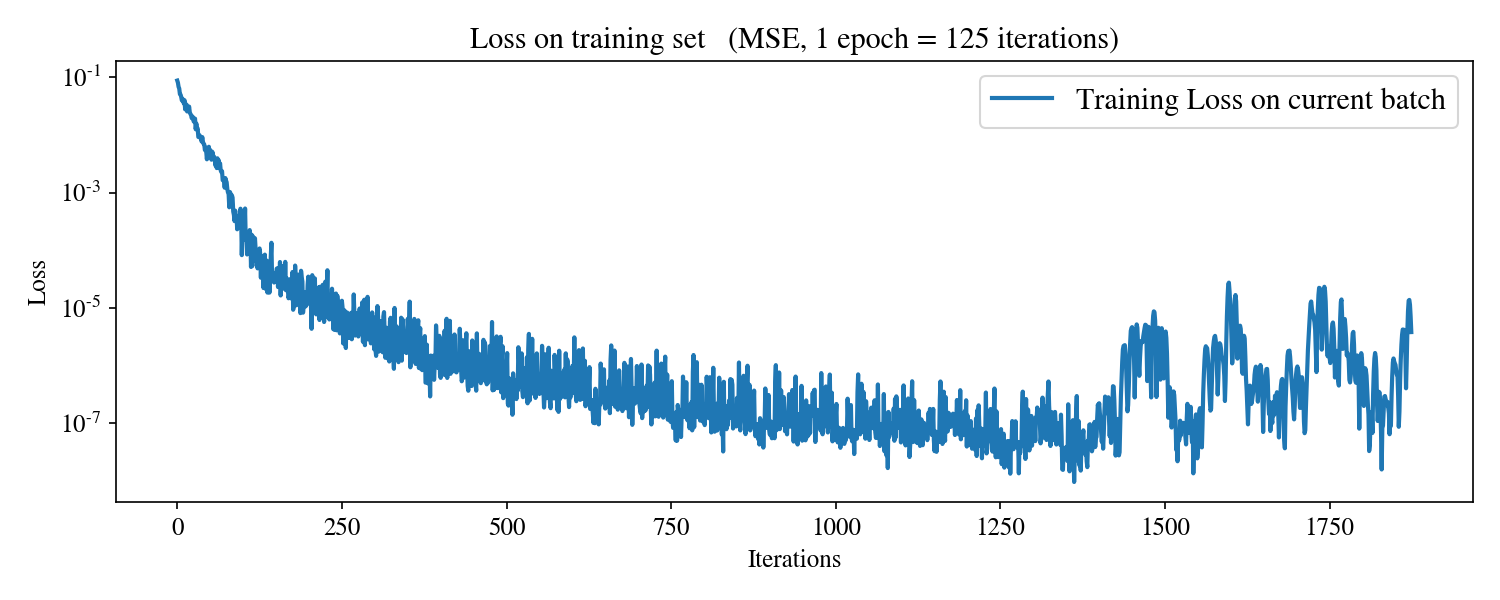 Loss on training set (MSE, 1 epoch = 125 iterations)
Training Loss on current batch
Loss
10^-1
10^-3
10^-5
10^-7
0 250 500 750 1000 1250 1500 1750
Iterations